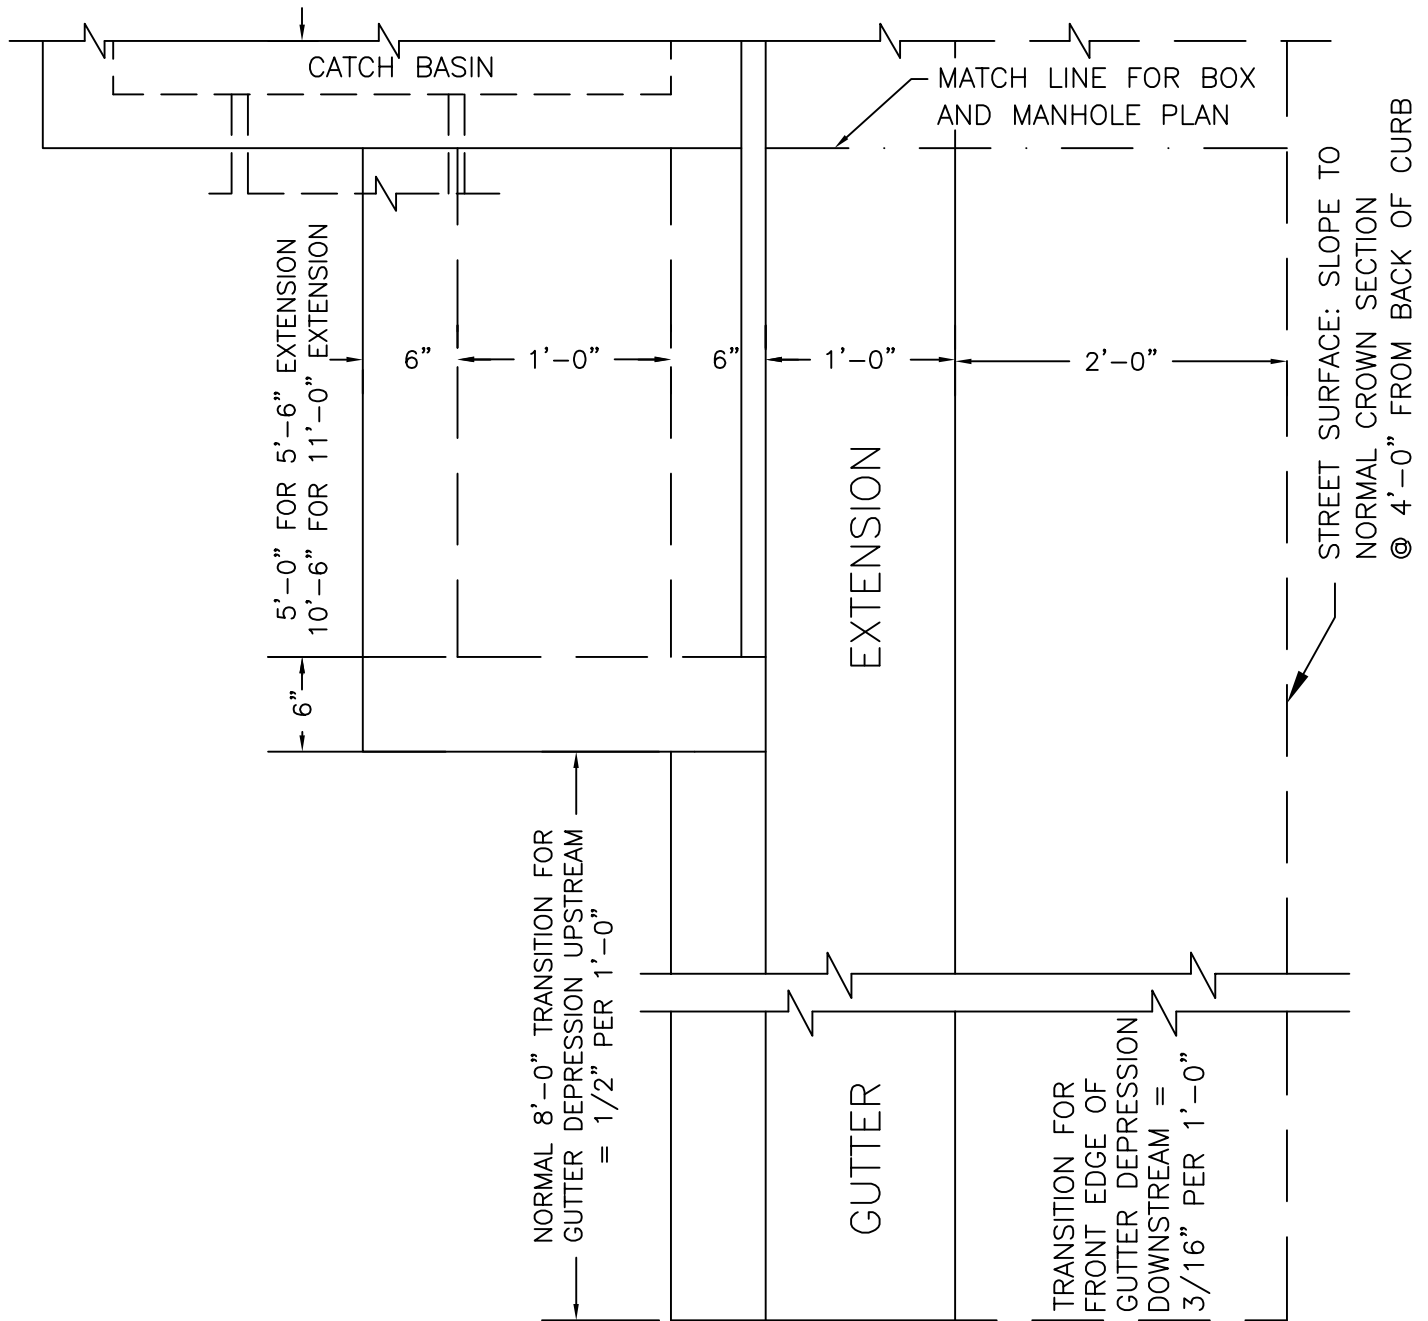 CATCH BASIN
MATCH LINE FOR BOX
AND MANHOLE PLAN
STREET SURFACE: SLOPE TO
NORMAL CROWN SECTION
@ 4'-0" FROM BACK OF CURB
5'-0" FOR 5'-6" EXTENSION
10'-6" FOR 11'-0" EXTENSION
6"
1'-0"
6"
1'-0"
2'-0"
EXTENSION
6"
NORMAL 8'-0" TRANSITION FOR
GUTTER DEPRESSION UPSTREAM
= 1/2" PER 1'-0"
GUTTER
TRANSITION FOR
FRONT EDGE OF
GUTTER DEPRESSION
DOWNSTREAM =
3/16" PER 1'-0"